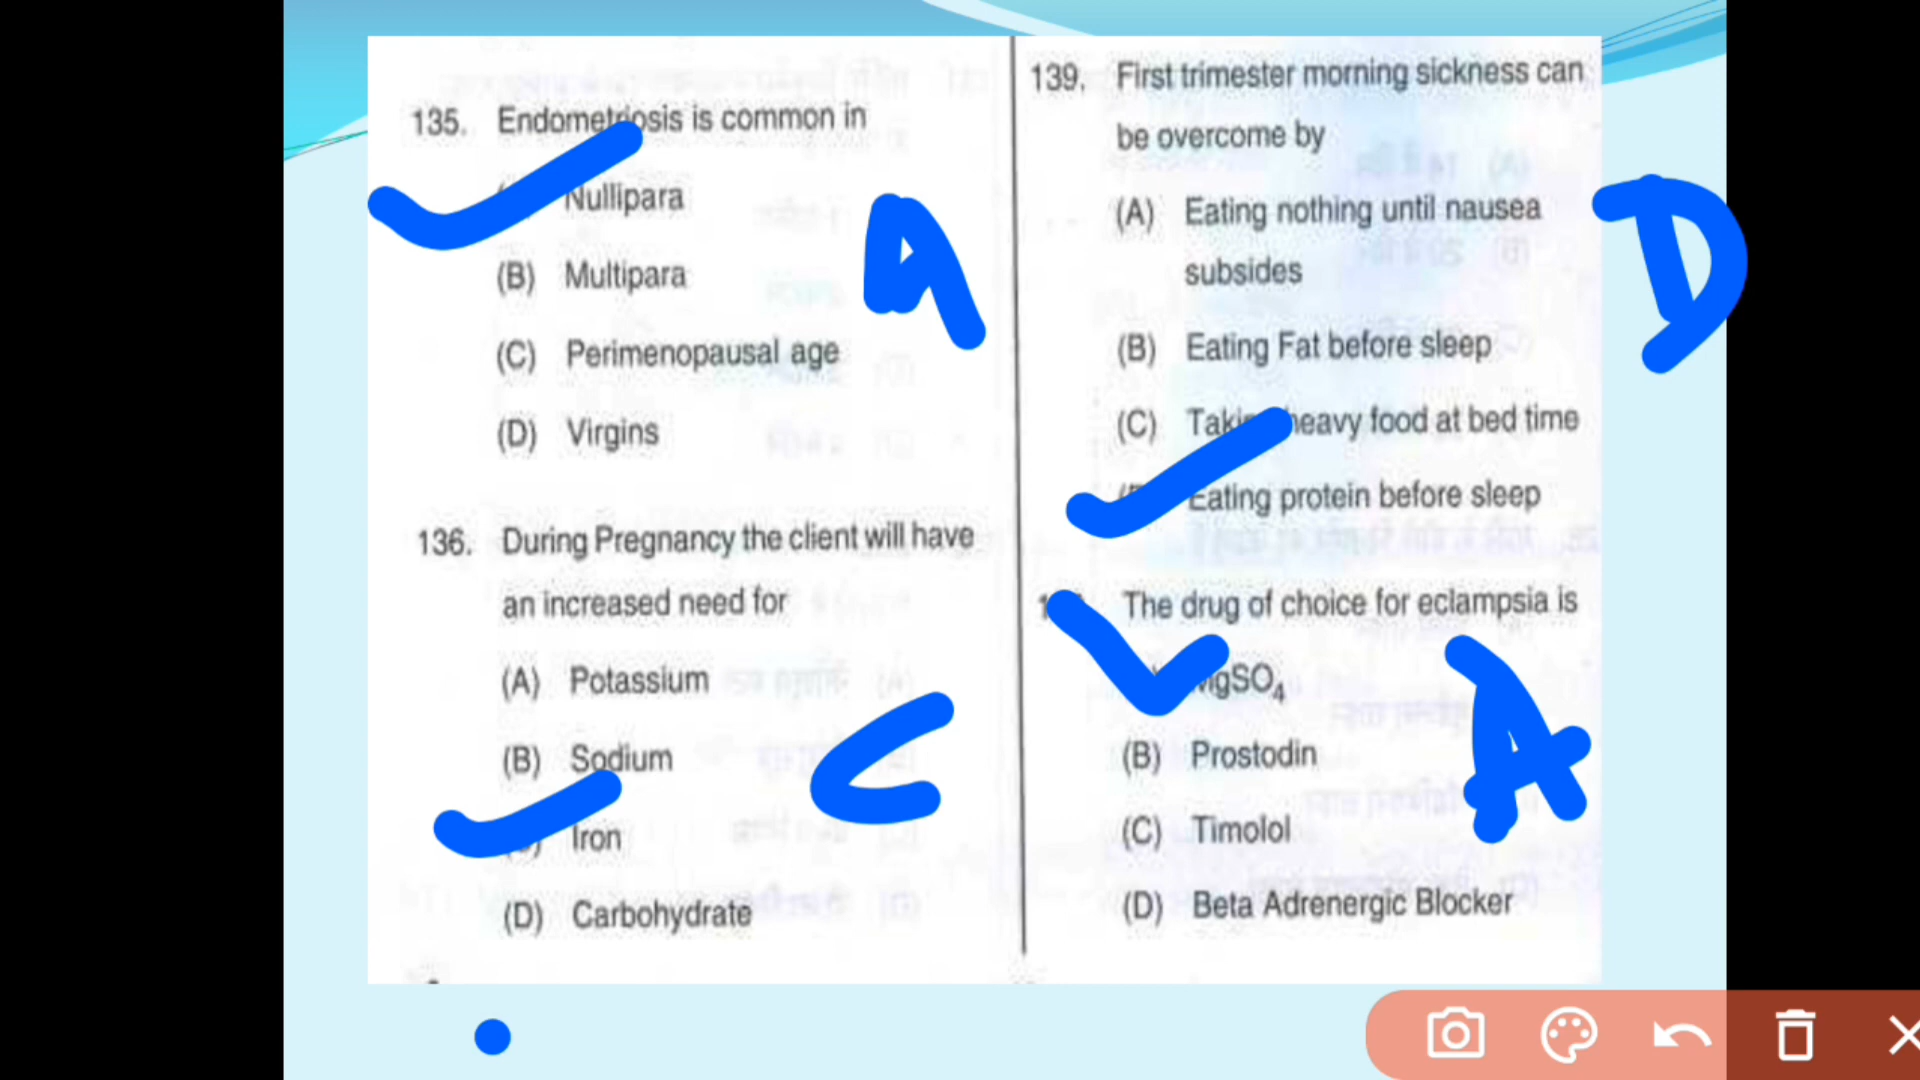 135. Endometriosis is common in
Nullipara
(B) Multipara
(C) Perimenopausal age
(D) Virgins
A
136. During Pregnancy the client will have
an increased need for
(A) Potassium
(B) Sodium
Iron
(D) Carbohydrate
C
139. First trimester morning sickness can
be overcome by
(A) Eating nothing until nausea
subsides
(B) Eating Fat before sleep
(C) Taking heavy food at bed time
Eating protein before sleep
D
The drug of choice for eclampsia is
MgSO₄
(B) Prostodin
(C) Timolol
(D) Beta Adrenergic Blocker
A